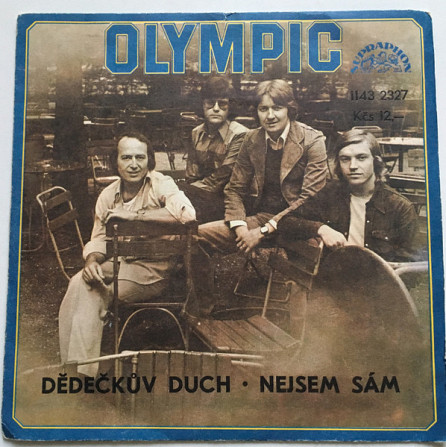 OLYMPIC
SUPRAPHON
1143 2327
Kčs 12,—
DĚDEČKŮV DUCH • NEJSEM SÁM